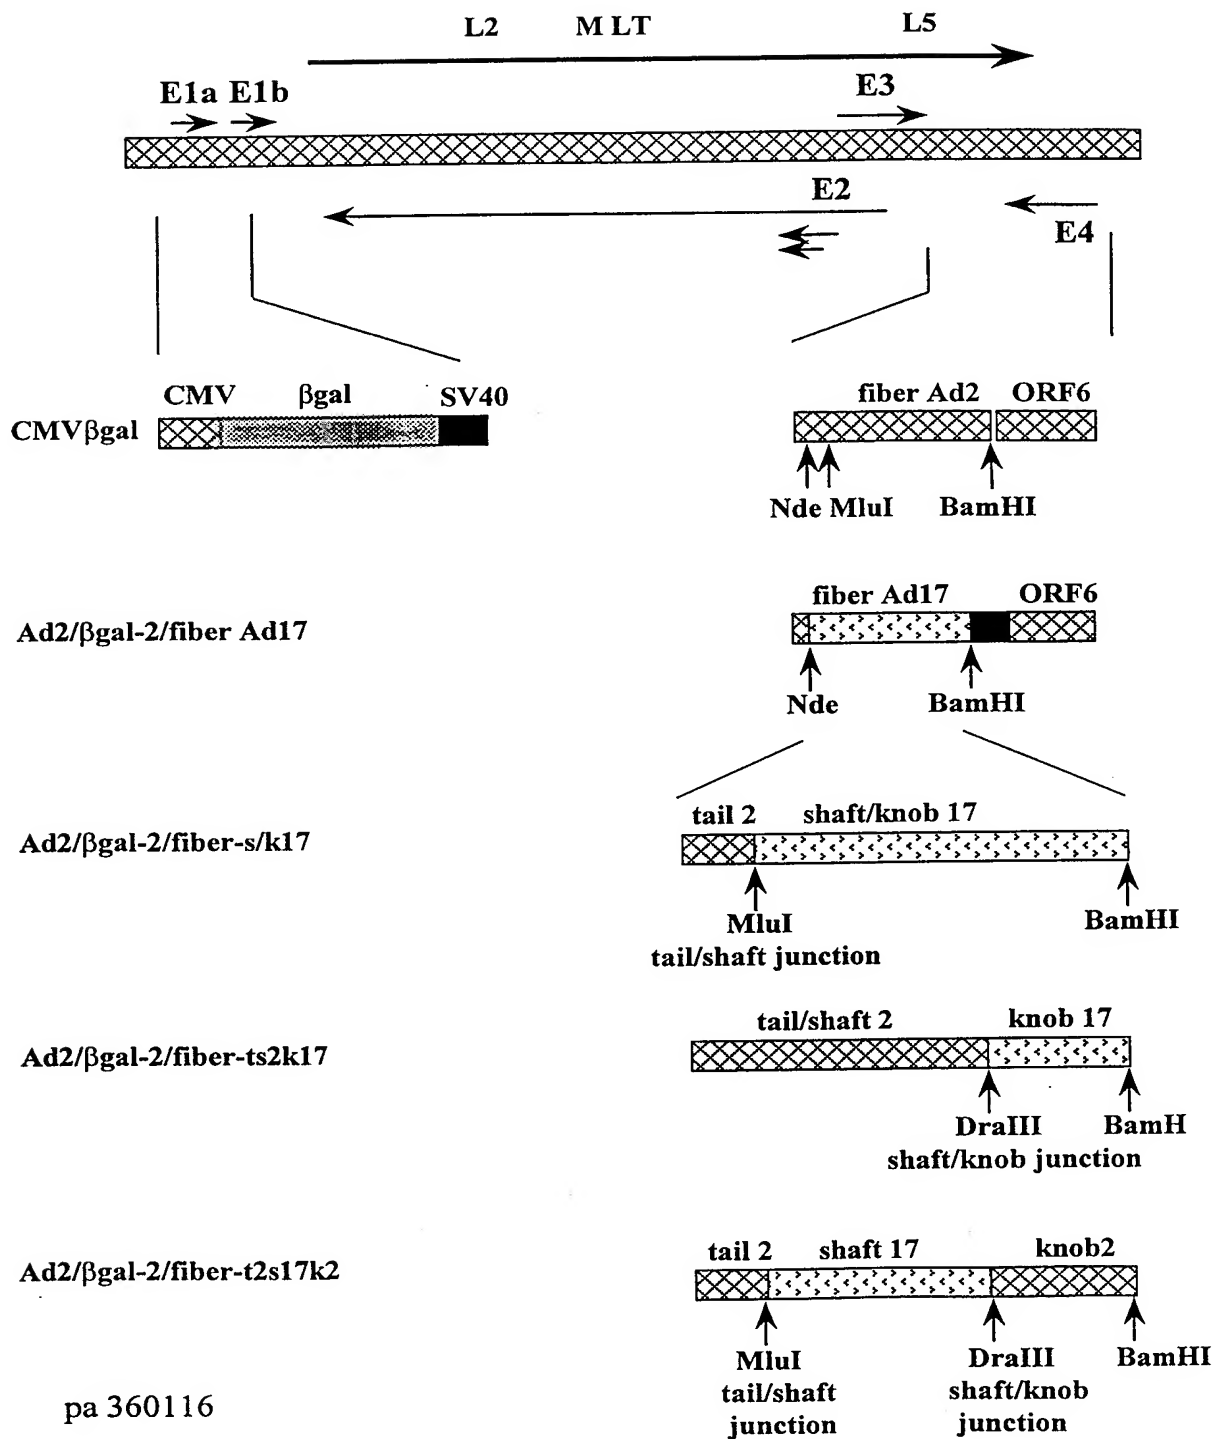 L2 M LT L5
E1a E1b E3
E2
E4
CMV βgal SV40 fiber Ad2 ORF6
CMVβgal
Nde MluI BamHI
fiber Ad17 ORF6
Ad2/βgal-2/fiber Ad17
Nde BamHI
tail 2 shaft/knob 17
Ad2/βgal-2/fiber-s/k17
MluI BamHI
tail/shaft junction
tail/shaft 2 knob 17
Ad2/βgal-2/fiber-ts2k17
DraIII BamH
shaft/knob junction
tail 2 shaft 17 knob2
Ad2/βgal-2/fiber-t2s17k2
MluI DraIII BamHI
tail/shaft shaft/knob
junction junction
pa 360116